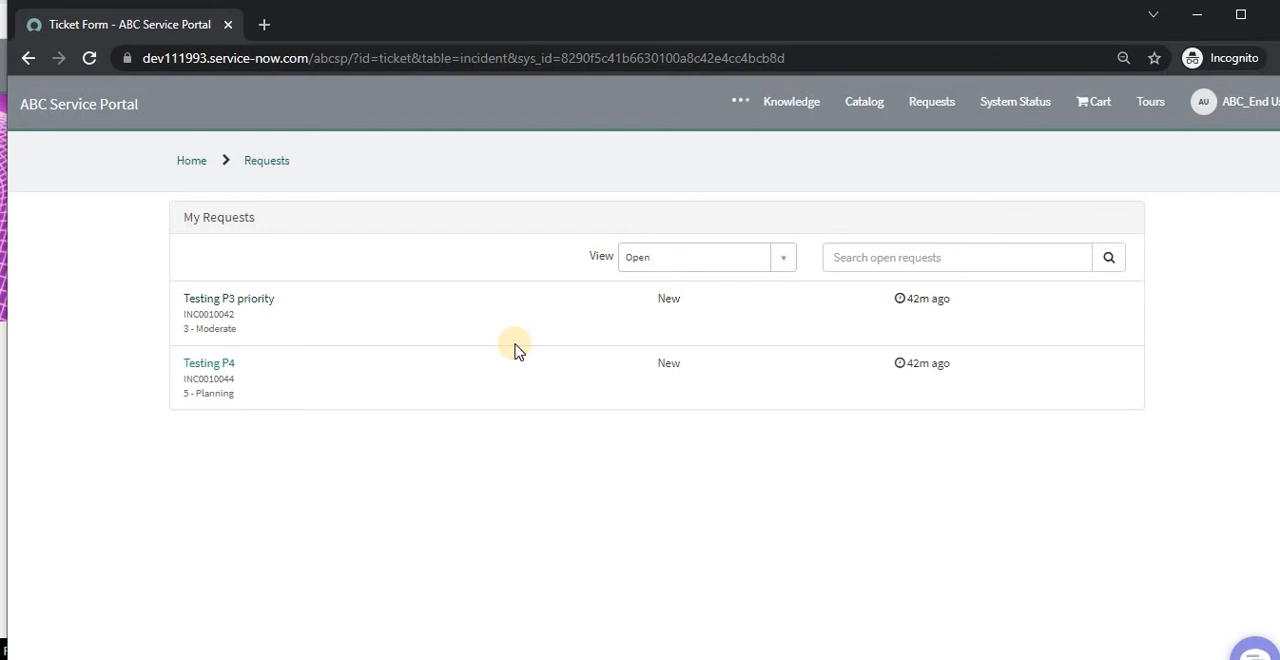 Ticket Form - ABC Service Portal
dev111993.service-now.com/abcsp/?id=ticket&table=incident&sys_id=8290f5c41b6630100a8c42e4cc4bcb8d
Incognito
ABC Service Portal
••• Knowledge Catalog Requests System Status Cart Tours AU ABC_End
Home Requests
My Requests
View Open Search open requests
Testing P3 priority New 42m ago
INC0010042
3 - Moderate
Testing P4 New 42m ago
INC0010044
5 - Planning